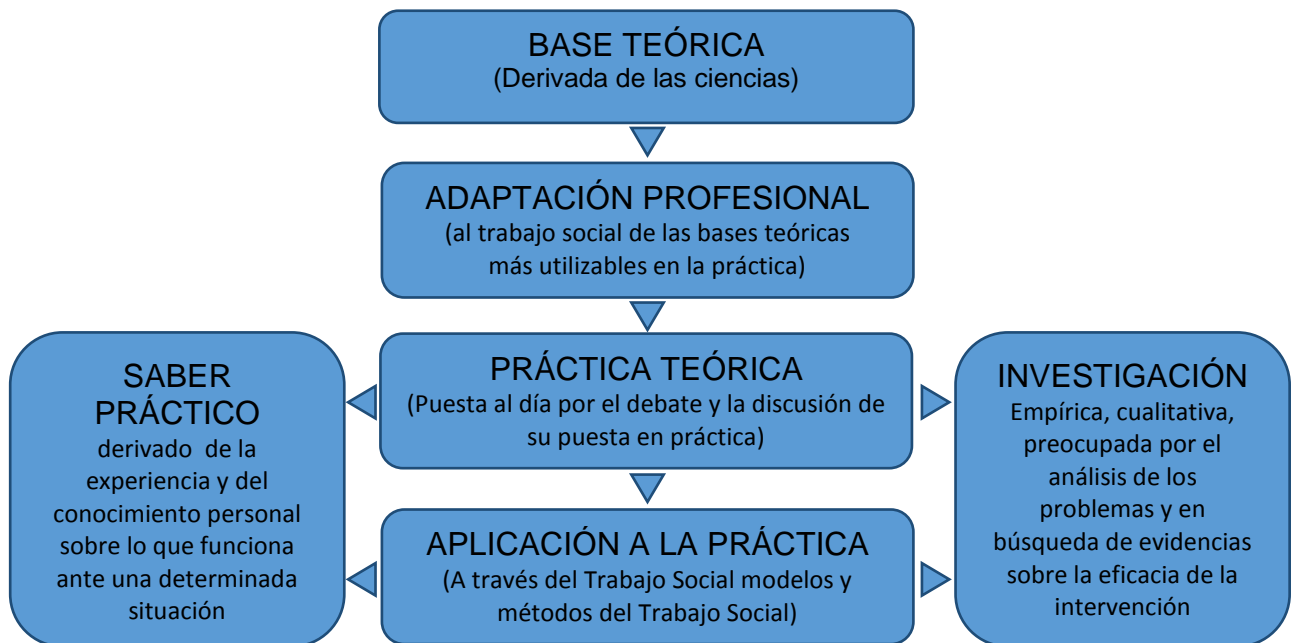 BASE TEÓRICA
(Derivada de las ciencias)
ADAPTACIÓN PROFESIONAL
(al trabajo social de las bases teóricas
más utilizables en la práctica)
SABER
PRÁCTICO
derivado  de la
experiencia y del
conocimiento personal
sobre lo que funciona
ante una determinada
situación
PRÁCTICA TEÓRICA
(Puesta al día por el debate y la discusión de
su puesta en práctica)
INVESTIGACIÓN
Empírica, cualitativa,
preocupada por el
análisis de los
problemas y en
búsqueda de evidencias
sobre la eficacia de la
intervención
APLICACIÓN A LA PRÁCTICA
(A través del Trabajo Social modelos y
métodos del Trabajo Social)